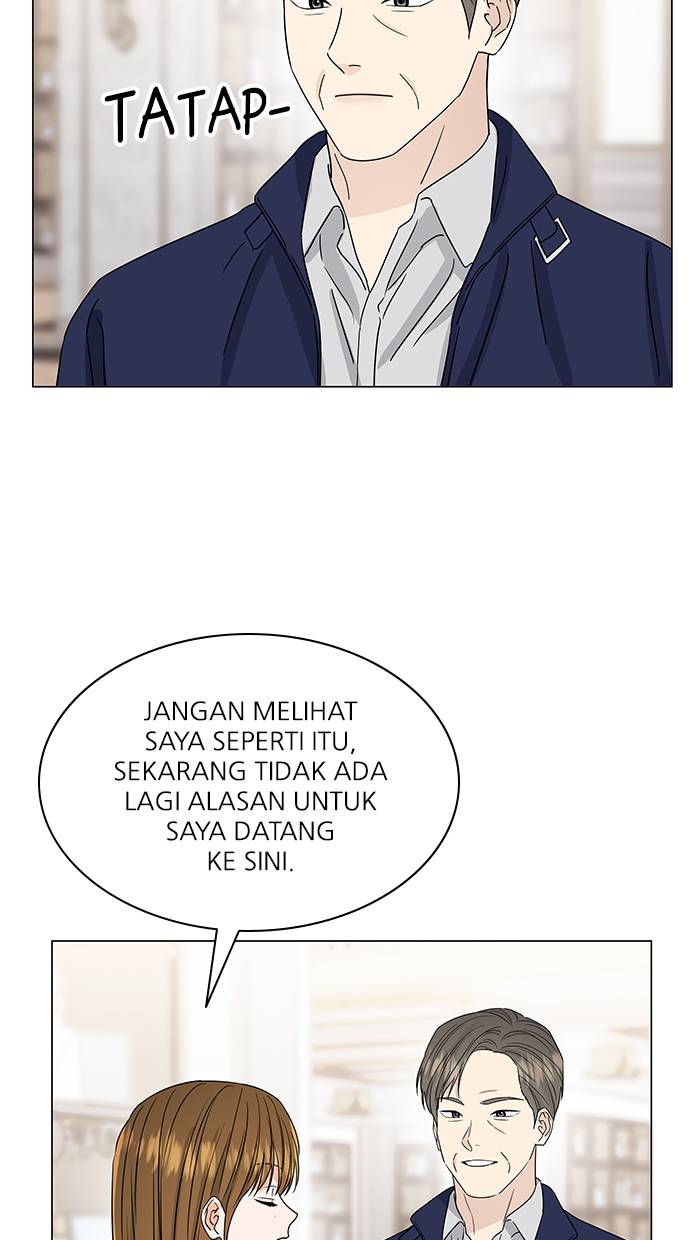 TATAP-
JANGAN MELIHAT
SAYA SEPERTI ITU,
SEKARANG TIDAK ADA
LAGI ALASAN UNTUK
SAYA DATANG
KE SINI.